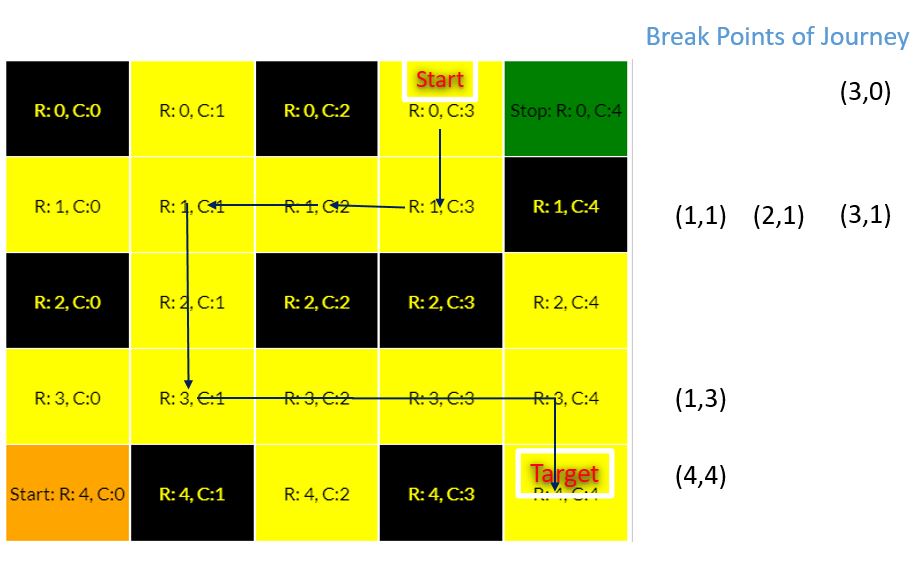 Break Points of Journey
Start
R: 0, C:0 R: 0, C:1 R: 0, C:2 R: 0, C:3 Stop: R: 0, C:4
(3,0)
R: 1, C:0 R: 1, C:1 R: 1, C:2 R: 1, C:3 R: 1, C:4
(1,1) (2,1) (3,1)
R: 2, C:0 R: 2, C:1 R: 2, C:2 R: 2, C:3 R: 2, C:4
R: 3, C:0 R: 3, C:1 R: 3, C:2 R: 3, C:3 R: 3, C:4
(1,3)
Target
(4,4)
Start: R: 4, C:0 R: 4, C:1 R: 4, C:2 R: 4, C:3 R: 4, C:4